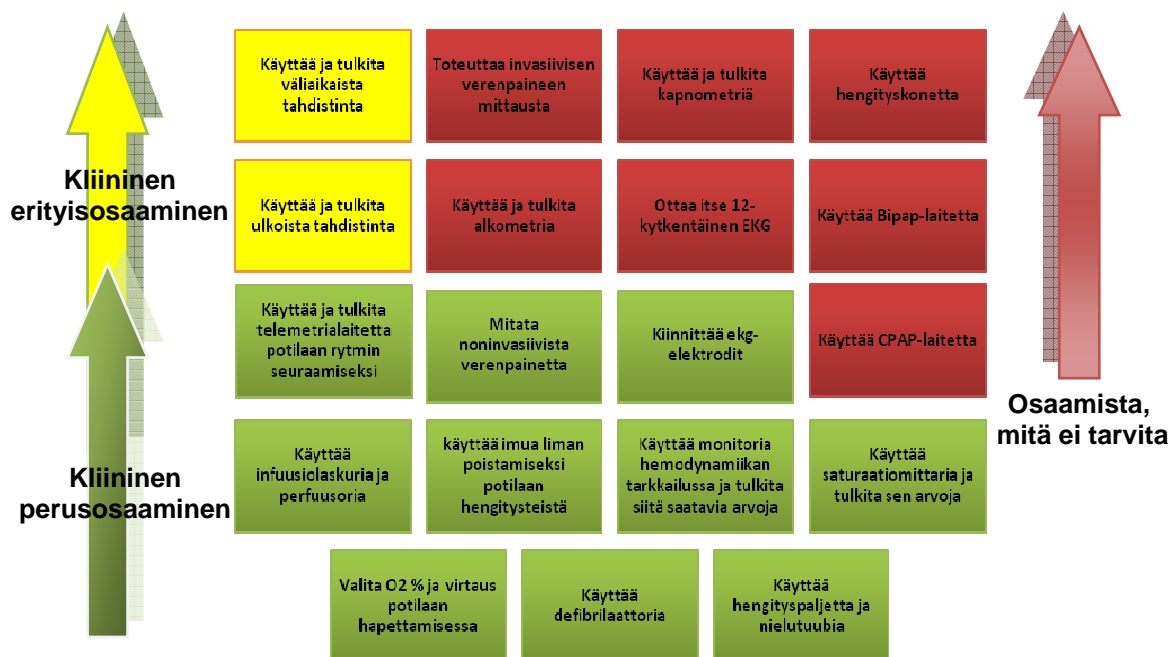 Käyttää ja tulkita
väliaikaista
tahdistinta
Toteuttaa invasiivisen
verenpaineen
mittausta
Käyttää ja tulkita
kapnometriä
Käyttää
hengityskonetta
Kliininen
erityisosaaminen
Käyttää ja tulkita
ulkoista tahdistinta
Käyttää ja tulkita
alkometria
Ottaa itse 12-
kytkentäinen EKG
Käyttää Bipap-laitetta
Käyttää ja tulkita
telemetrialaitetta
potilaan rytmin
seuraamiseksi
Mitata
noninvasiivista
verenpainetta
Kiinnittää ekg-
elektrodit
Käyttää CPAP-laitetta
Osaamista,
mitä ei tarvita
Kliininen
perusosaaminen
Käyttää
infuusiolaskuria ja
perfuusoria
käyttää imua liman
poistamiseksi
potilaan
hengitysteistä
Käyttää monitoria
hemodynamiikan
tarkkailussa ja tulkita
siitä saatavia arvoja
Käyttää
saturaatiomittaria ja
tulkita sen arvoja
Valita O2 % ja virtaus
potilaan
hapettamisessa
Käyttää
defibrilaattoria
Käyttää
hengityspaljetta ja
nielutuubia